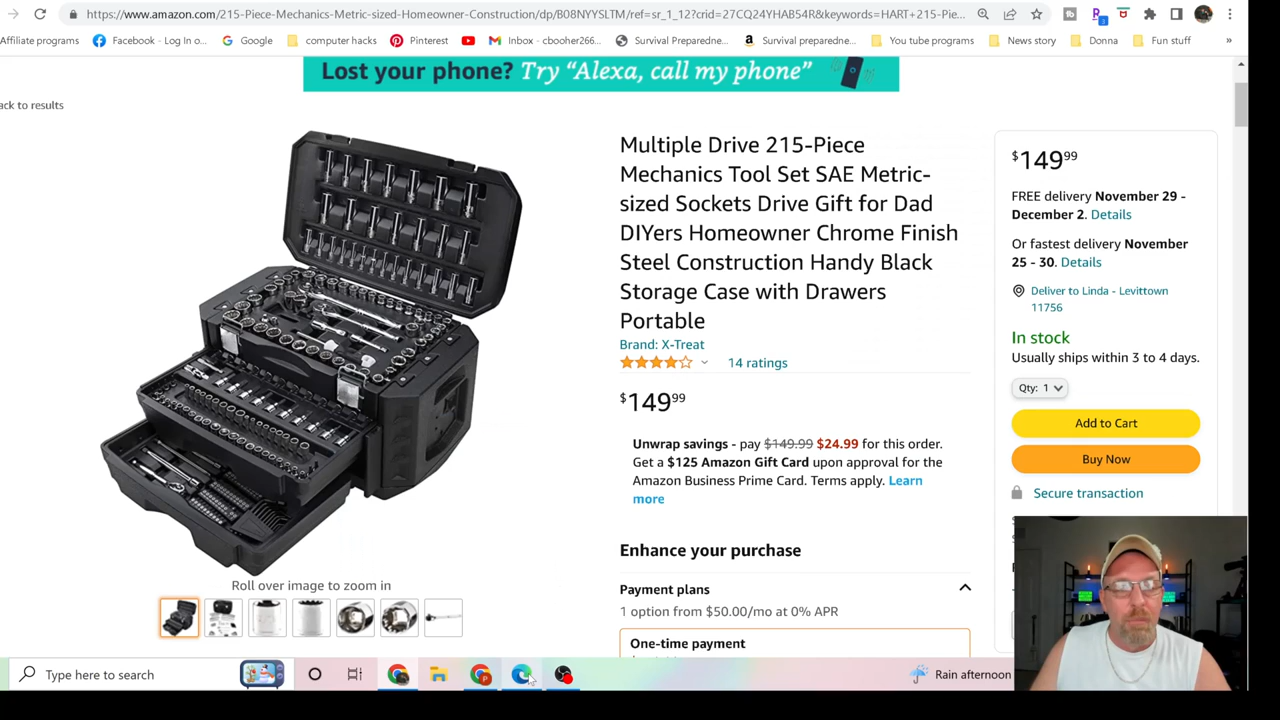 https://www.amazon.com/215-Piece-Mechanics-Metric-sized-Homeowner-Construction/dp/B08NYYSLTM/ref=sr_1_12?crid=27CQ24YHAB54R&keywords=HART+215-Pie...
Affiliate programs
Facebook - Log In o...
Google
computer hacks
Pinterest
Inbox - cbooher266...
Survival Preparedne...
Survival preparedne...
You tube programs
News story
Donna
Fun stuff
»
Lost your phone? Try “Alexa, call my phone”
ack to results
Multiple Drive 215-Piece
Mechanics Tool Set SAE Metric-
sized Sockets Drive Gift for Dad
DIYers Homeowner Chrome Finish
Steel Construction Handy Black
Storage Case with Drawers
Portable
Brand: X-Treat
14 ratings
$149 99
Unwrap savings - pay $149.99 $24.99 for this order.
Get a $125 Amazon Gift Card upon approval for the
Amazon Business Prime Card. Terms apply. Learn
more
Enhance your purchase
Payment plans
1 option from $50.00/mo at 0% APR
One-time payment
$149 99
FREE delivery November 29 -
December 2. Details
Or fastest delivery November
25 - 30. Details
Deliver to Linda - Levittown
11756
In stock
Usually ships within 3 to 4 days.
Qty: 1
Add to Cart
Buy Now
Secure transaction
Roll over image to zoom in
Type here to search
Rain afternoon